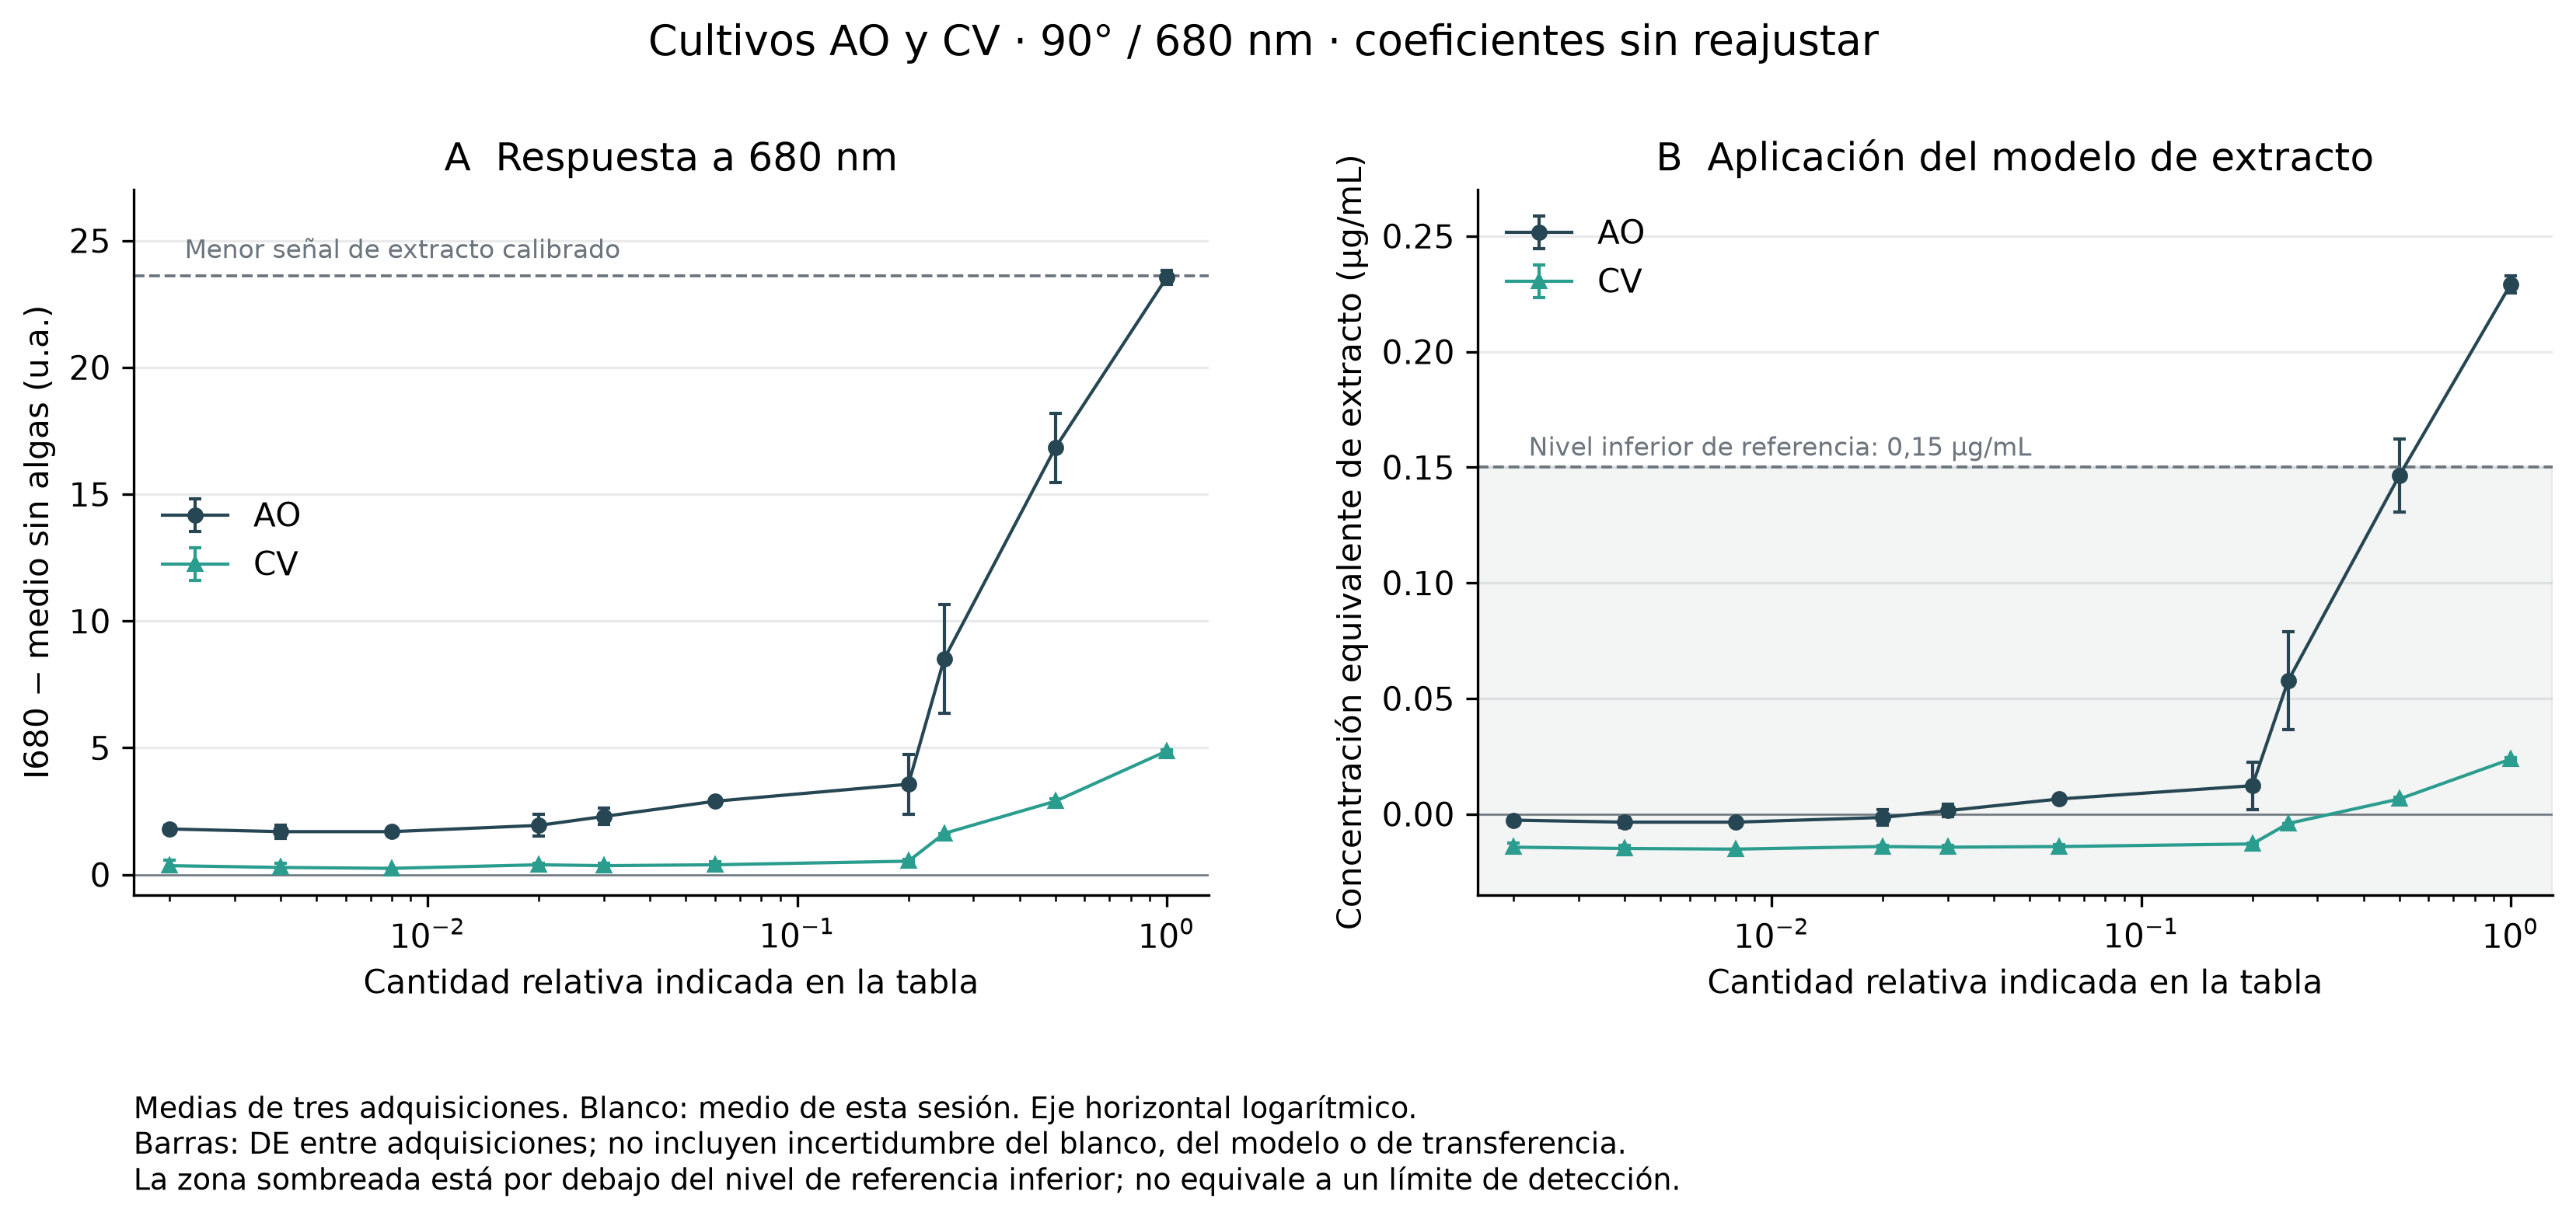 Cultivos AO y CV · 90° / 680 nm · coeficientes sin reajustar
A  Respuesta a 680 nm
I680 − medio sin algas (u.a.)
25
20
15
10
5
0
Menor señal de extracto calibrado
AO
CV
10⁻²
10⁻¹
10⁰
Cantidad relativa indicada en la tabla
B  Aplicación del modelo de extracto
Concentración equivalente de extracto (µg/mL)
0.25
0.20
0.15
0.10
0.05
0.00
AO
CV
Nivel inferior de referencia: 0,15 µg/mL
10⁻²
10⁻¹
10⁰
Cantidad relativa indicada en la tabla
Medias de tres adquisiciones. Blanco: medio de esta sesión. Eje horizontal logarítmico.
Barras: DE entre adquisiciones; no incluyen incertidumbre del blanco, del modelo o de transferencia.
La zona sombreada está por debajo del nivel de referencia inferior; no equivale a un límite de detección.